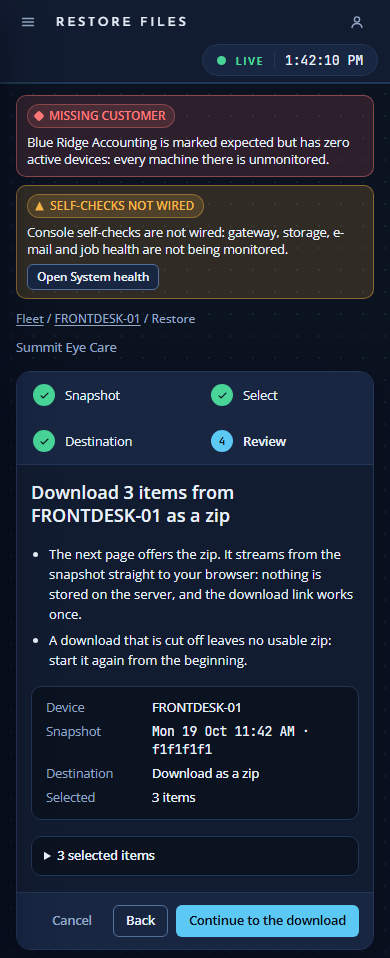 RESTORE FILES
LIVE 1:42:10 PM
MISSING CUSTOMER
Blue Ridge Accounting is marked expected but has zero
active devices: every machine there is unmonitored.
SELF-CHECKS NOT WIRED
Console self-checks are not wired: gateway, storage, e-
mail and job health are not being monitored.
Open System health
Fleet / FRONTDESK-01 / Restore
Summit Eye Care
Snapshot
Select
Destination
4 Review
Download 3 items from
FRONTDESK-01 as a zip
• The next page offers the zip. It streams from the
snapshot straight to your browser: nothing is
stored on the server, and the download link works
once.
• A download that is cut off leaves no usable zip:
start it again from the beginning.
Device FRONTDESK-01
Snapshot Mon 19 Oct 11:42 AM ·
f1f1f1f1
Destination Download as a zip
Selected 3 items
3 selected items
Cancel Back Continue to the download